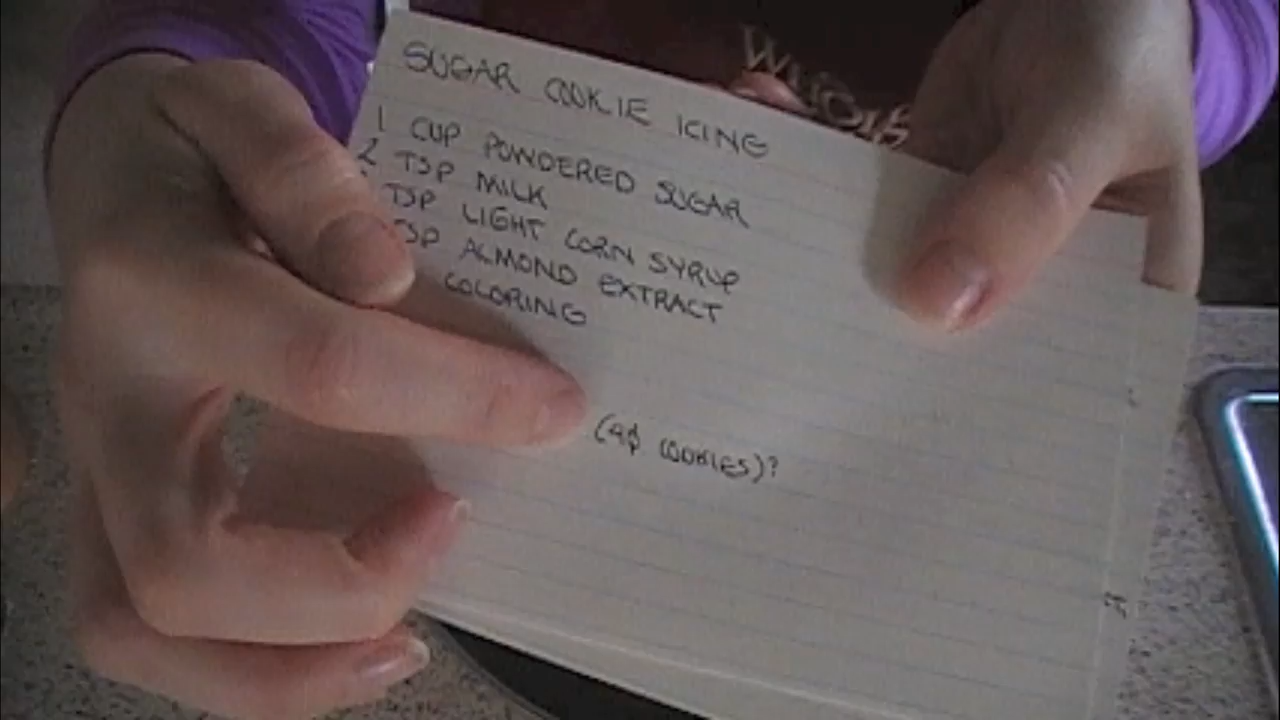 SUGAR COOKIE ICING
1 CUP POWDERED SUGAR
2 TSP MILK
TSP LIGHT CORN SYRUP
TSP ALMOND EXTRACT
COLORING
COOKIES)?